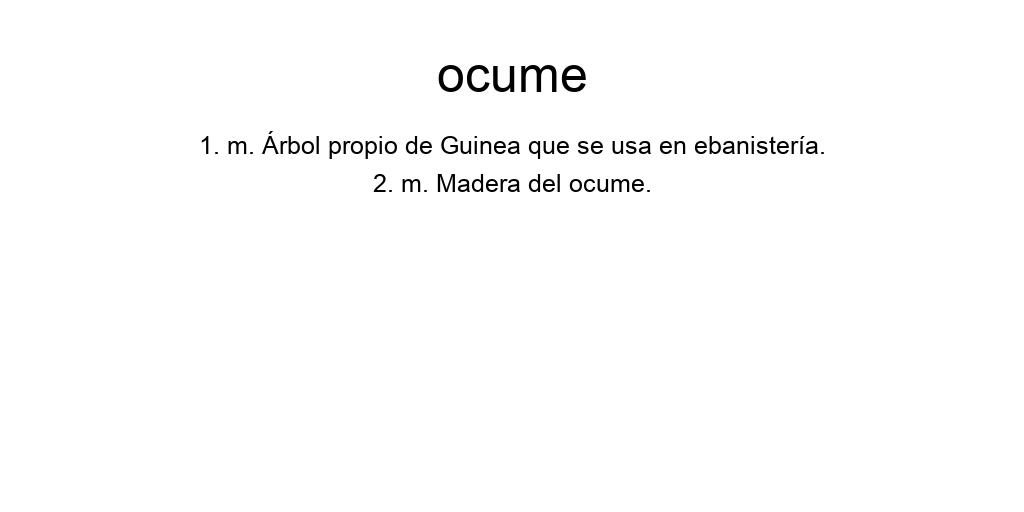 ocume
1. m. Árbol propio de Guinea que se usa en ebanistería.
2. m. Madera del ocume.